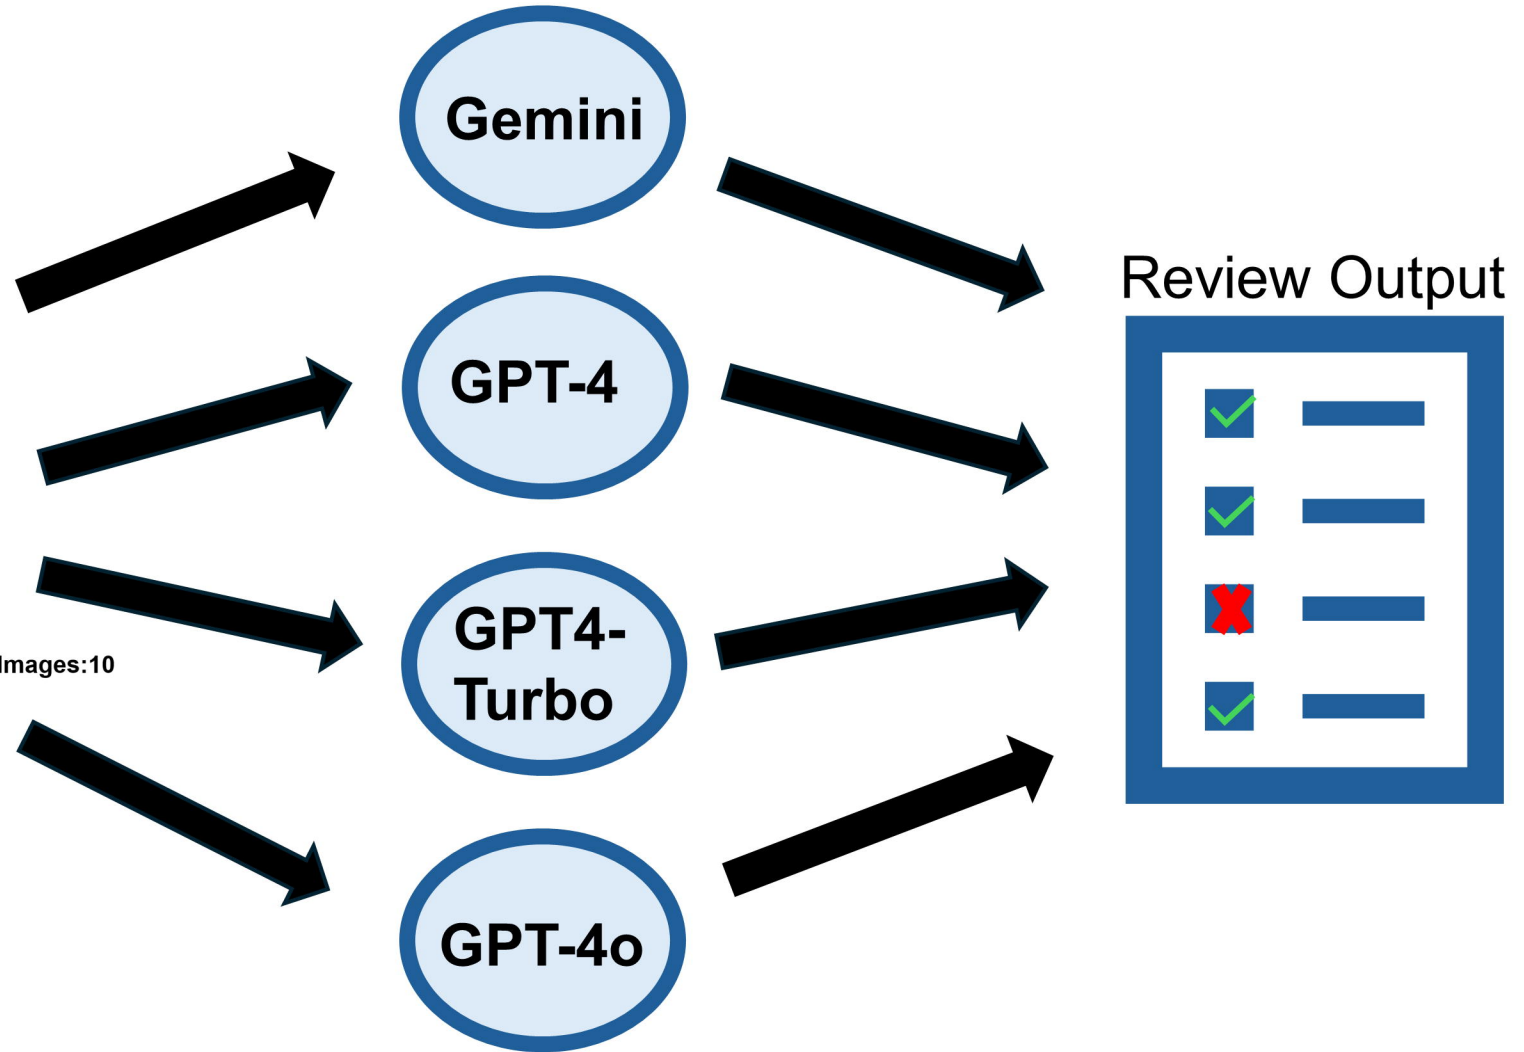 Gemini
GPT-4
GPT4-
Turbo
GPT-4o
Images:10
Review Output